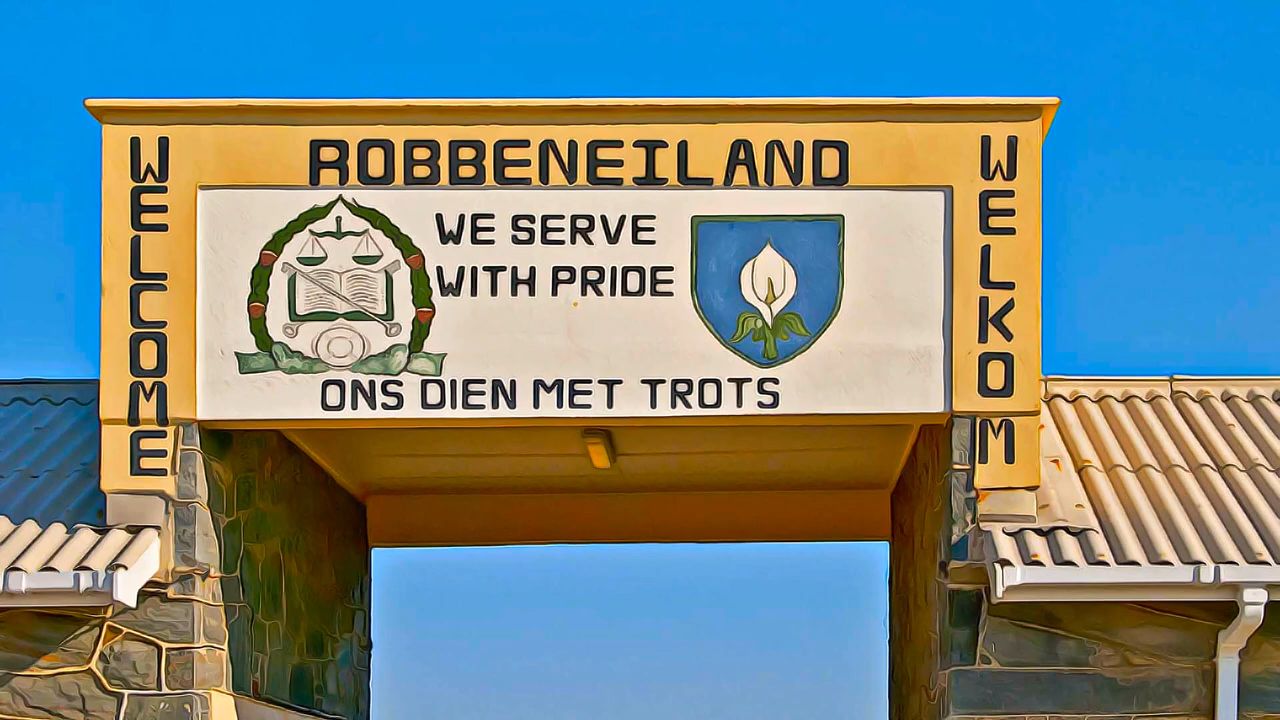 WELCOME
ROBBENEILAND
WELKOM
WE SERVE
WITH PRIDE
ONS DIEN MET TROTS